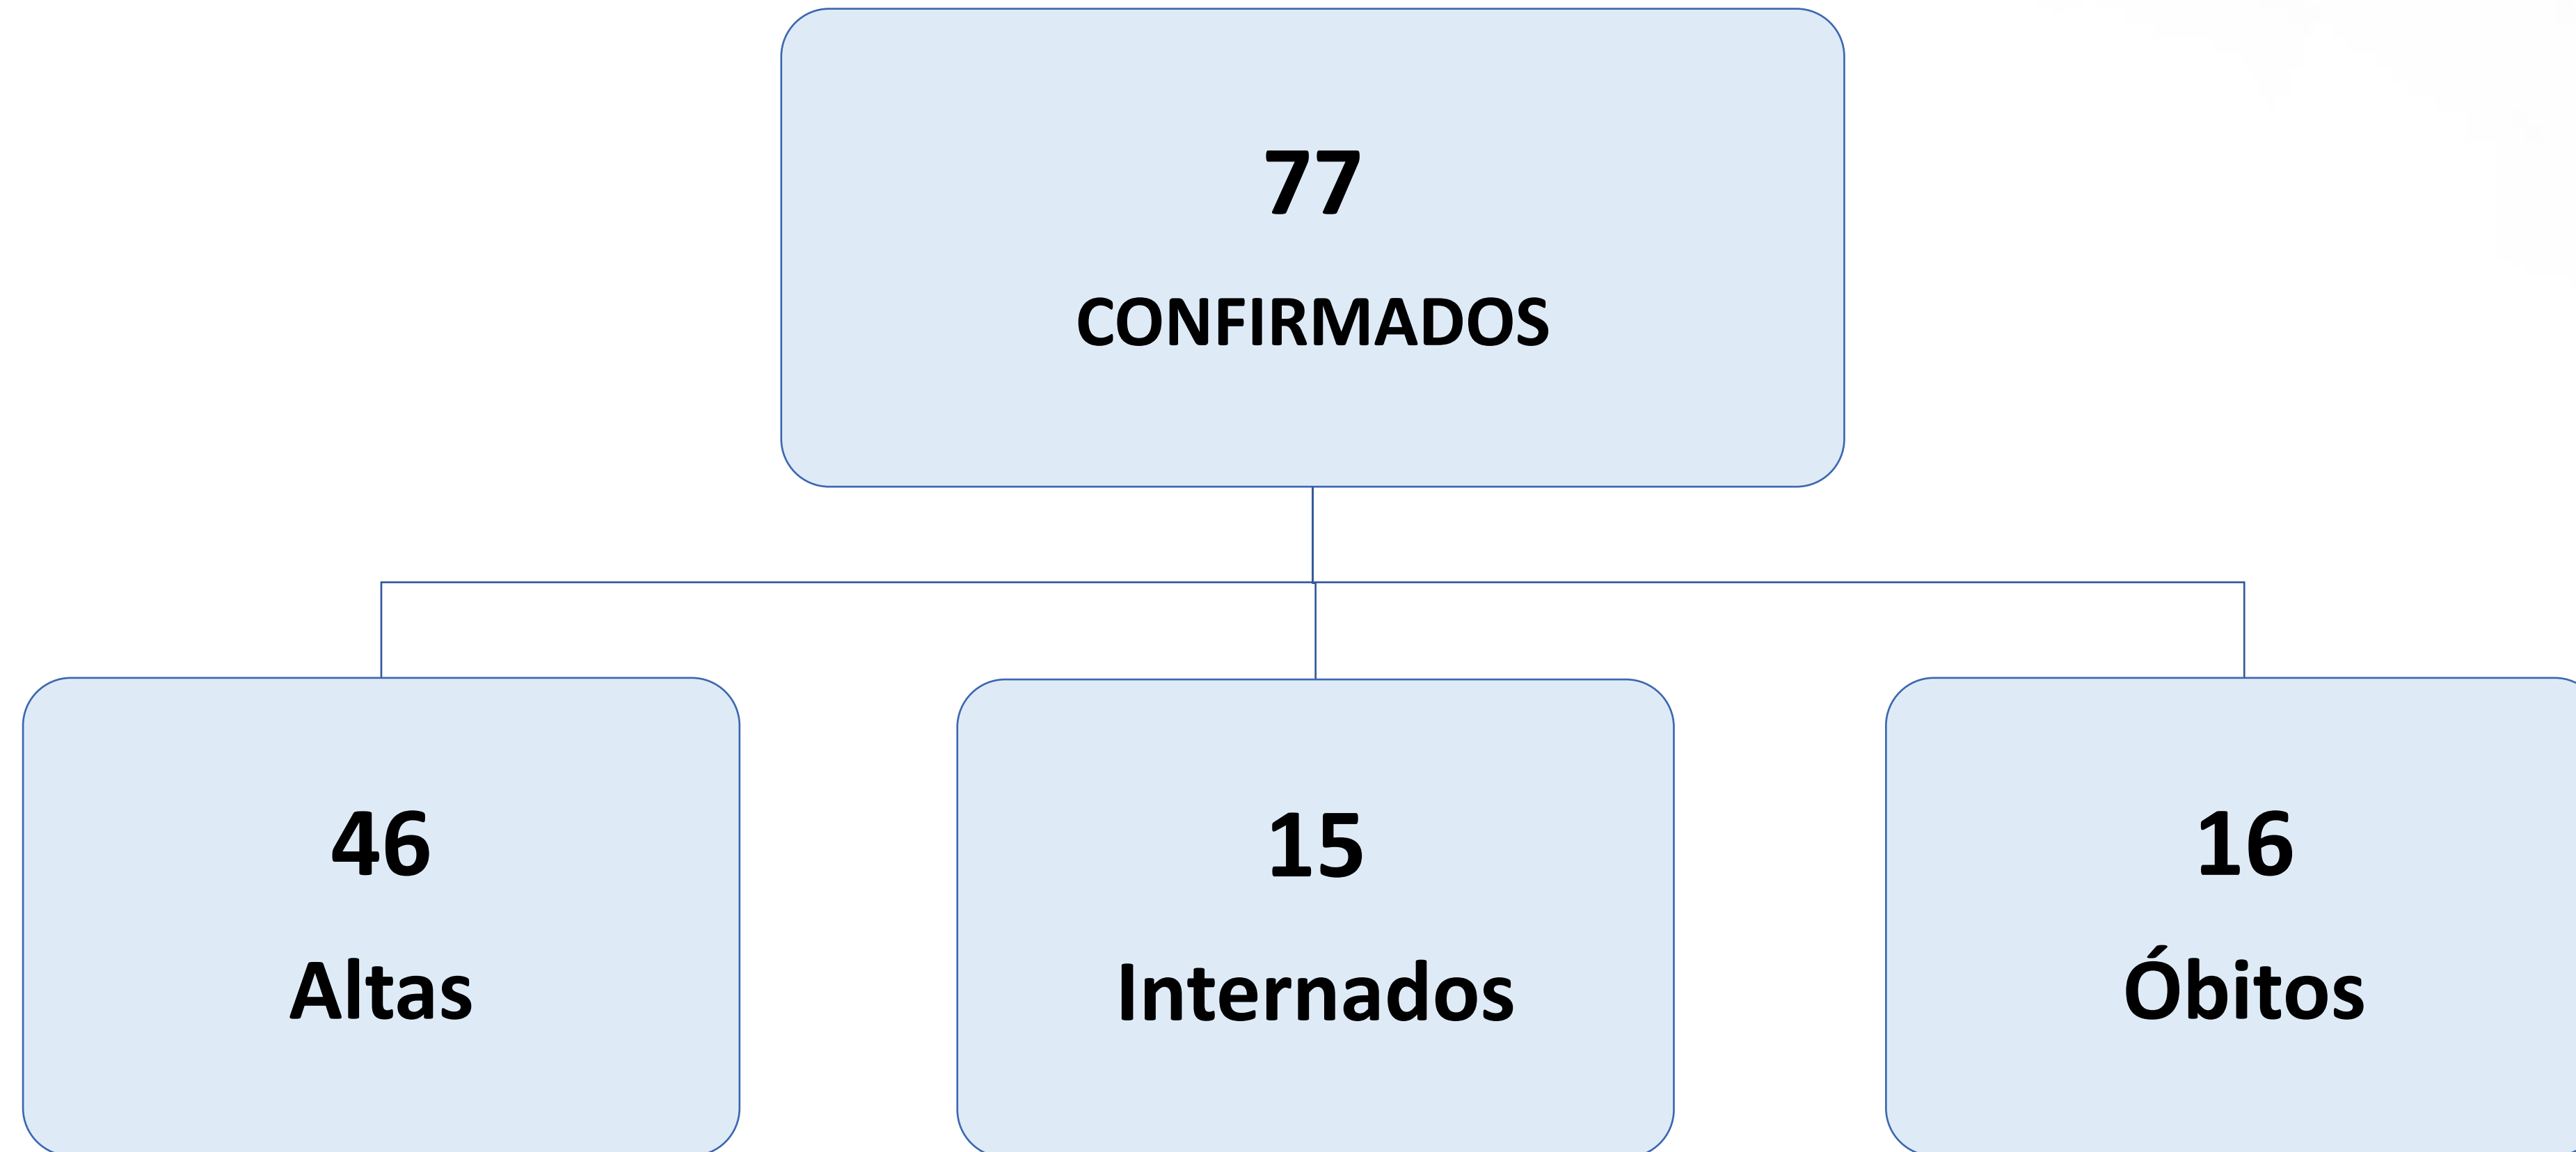 77
CONFIRMADOS
46
Altas
15
Internados
16
Óbitos